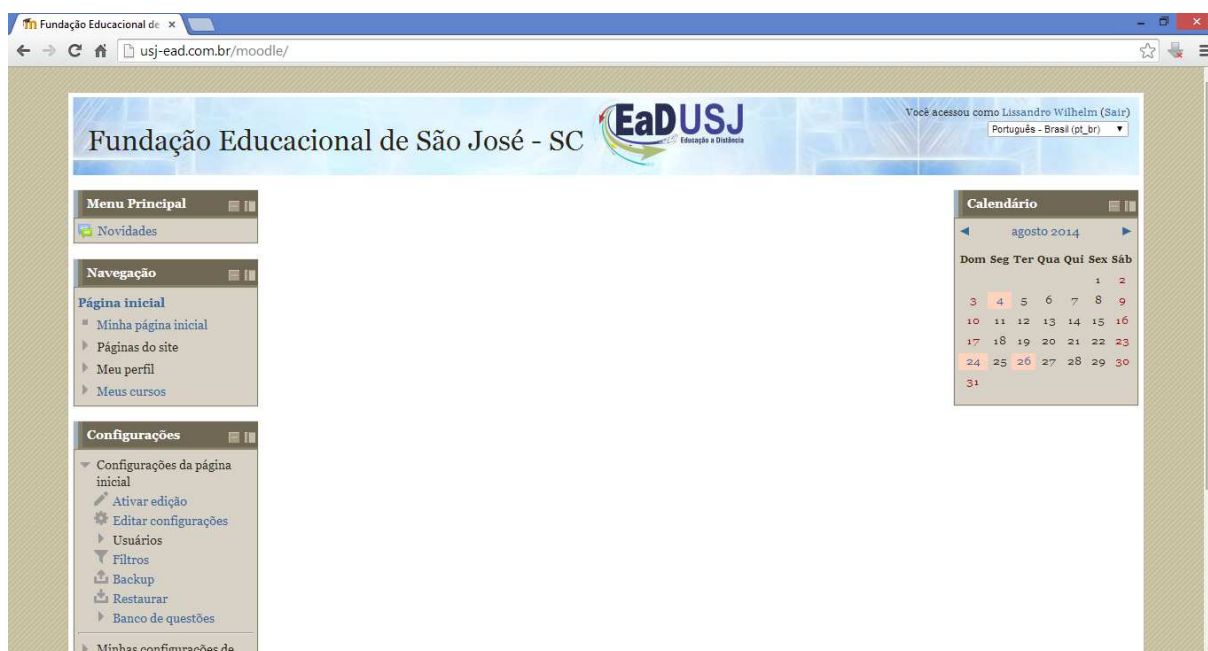 Fundação Educacional de
usj-ead.com.br/moodle/
Fundação Educacional de São José - SC
EaDUSJ
Educação a Distância
Você acessou como Lissandro Wilhelm (Sair)
Português - Brasil (pt_br)
Menu Principal
Novidades
Navegação
Página inicial
Minha página inicial
Páginas do site
Meu perfil
Meus cursos
Configurações
Configurações da página
inicial
Ativar edição
Editar configurações
Usuários
Filtros
Backup
Restaurar
Banco de questões
Minhas configurações de
Calendário
agosto 2014
Dom Seg Ter Qua Qui Sex Sáb
1 2
3 4 5 6 7 8 9
10 11 12 13 14 15 16
17 18 19 20 21 22 23
24 25 26 27 28 29 30
31